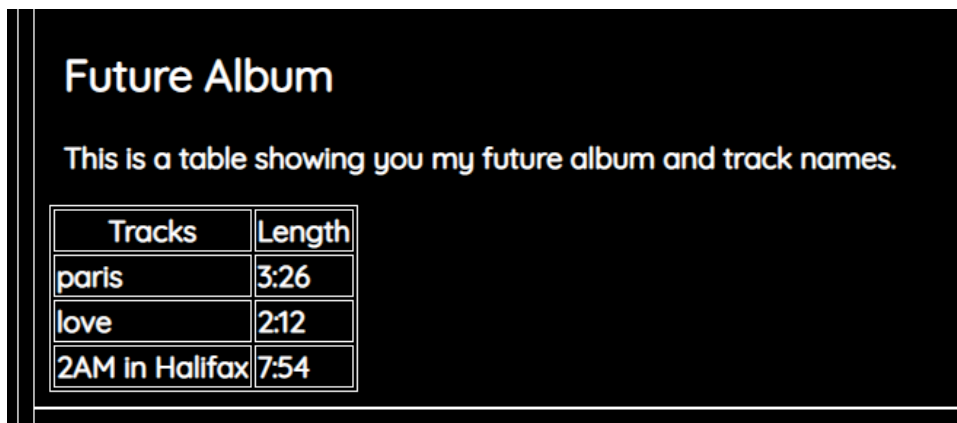 Future Album
This is a table showing you my future album and track names.
Tracks Length
paris 3:26
love 2:12
2AM in Halifax 7:54